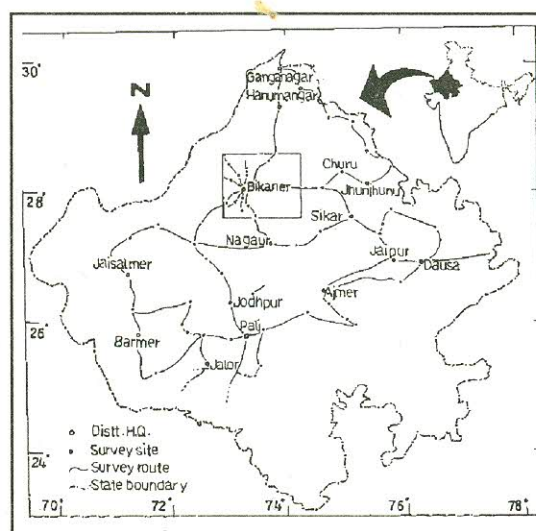 30°
N
Ganganagar
Hanumangar
Churu
Jhunjhunu
Bikaner
28°
Sikar
Nagaur
Jaipur
Dausa
Jaisalmer
Ajmer
Jodhpur
26°
Pali
Barmer
Jalor
Distt. H.Q.
Survey site
Survey route
State boundary
24°
70° 72° 74° 76° 78°